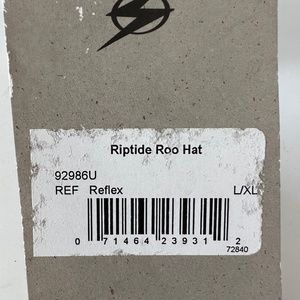 Riptide Roo Hat
92986U
REF Reflex L/XL
0 71464 23931 2
72840